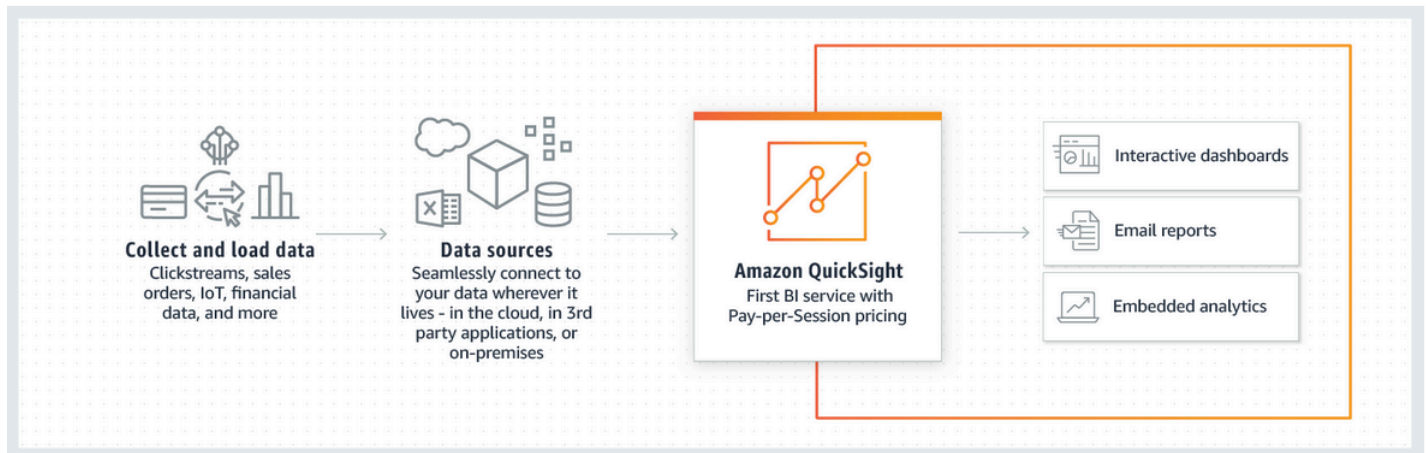 Collect and load data
Clickstreams, sales
orders, IoT, financial
data, and more
Data sources
Seamlessly connect to
your data wherever it
lives - in the cloud, in 3rd
party applications, or
on-premises
Amazon QuickSight
First BI service with
Pay-per-Session pricing
Interactive dashboards
Email reports
Embedded analytics